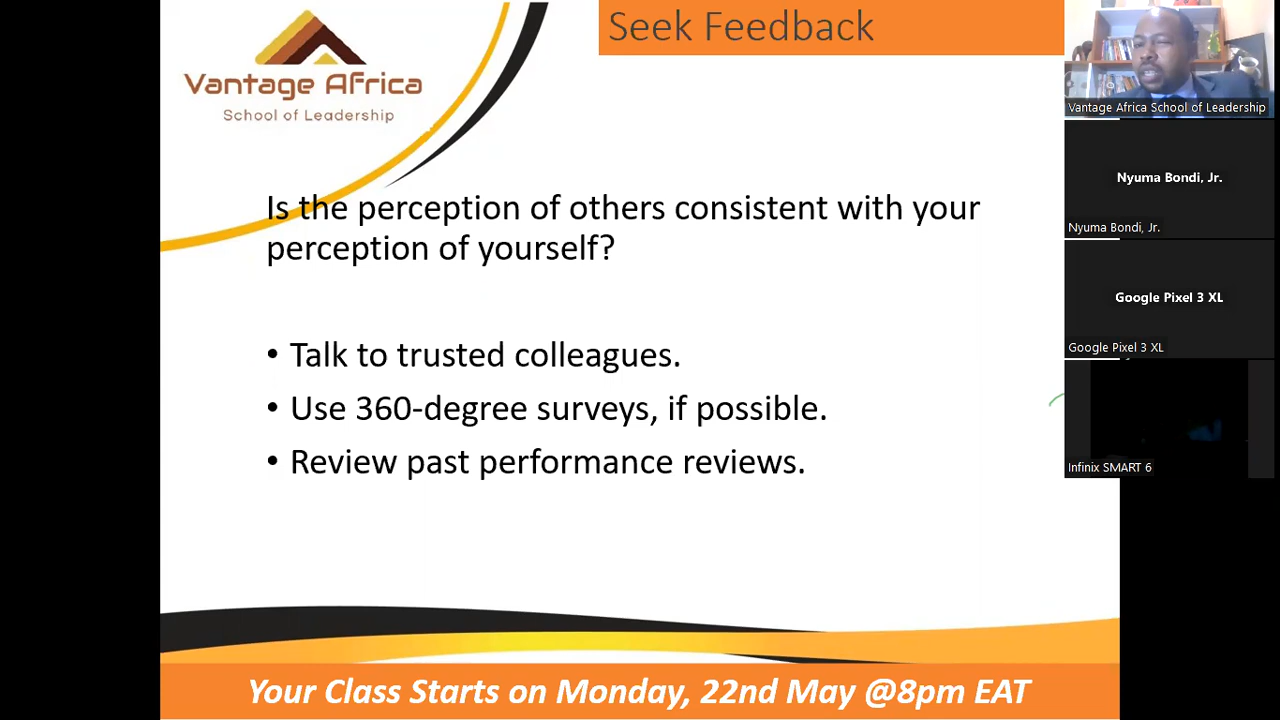 Seek Feedback
Vantage Africa
School of Leadership
Is the perception of others consistent with your
perception of yourself?
• Talk to trusted colleagues.
• Use 360-degree surveys, if possible.
• Review past performance reviews.
Your Class Starts on Monday, 22nd May @8pm EAT
Vantage Africa School of Leadership
Nyuma Bondi, Jr.
Nyuma Bondi, Jr.
Google Pixel 3 XL
Google Pixel 3 XL
Infinix SMART 6